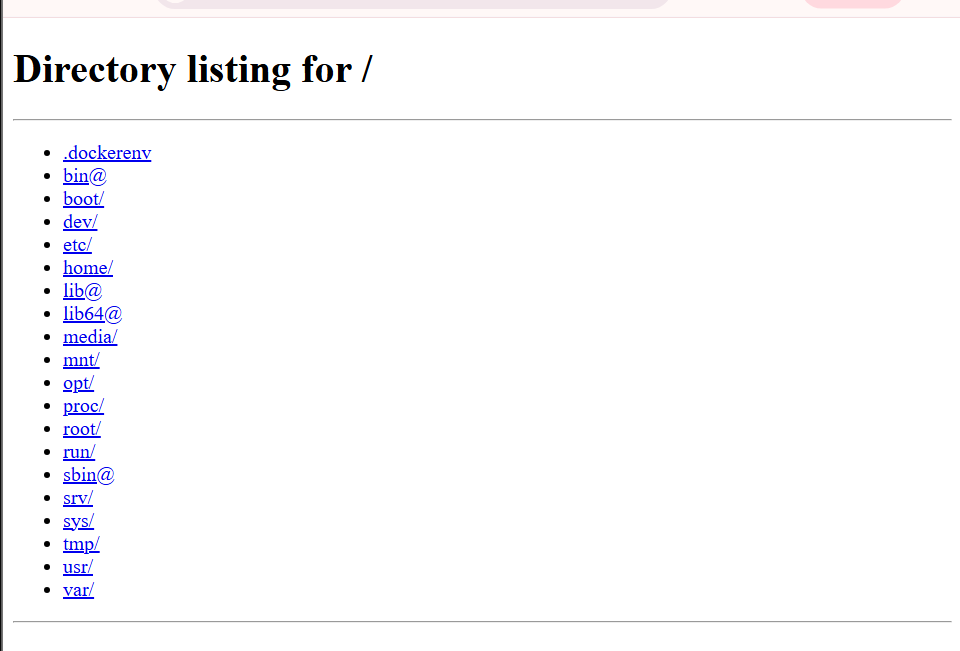 Directory listing for /
.dockerenv
bin@
boot/
dev/
etc/
home/
lib@
lib64@
media/
mnt/
opt/
proc/
root/
run/
sbin@
srv/
sys/
tmp/
usr/
var/